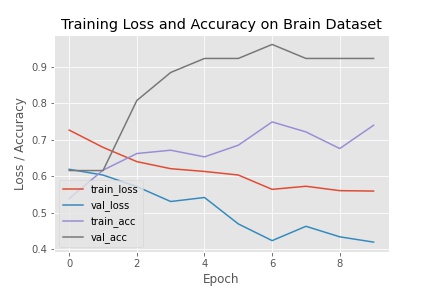 Training Loss and Accuracy on Brain Dataset
Loss / Accuracy
0.9
0.8
0.7
0.6
0.5
0.4
train_loss
val_loss
train_acc
val_acc
0 2 4 6 8
Epoch